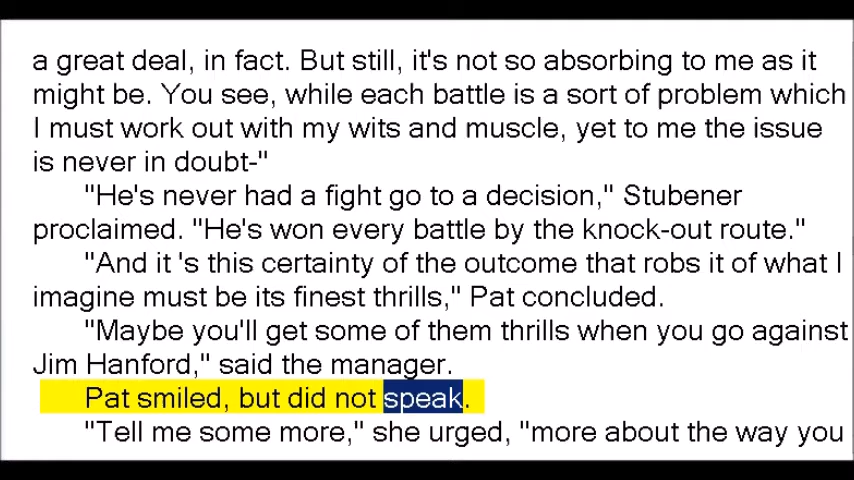 a great deal, in fact. But still, it's not so absorbing to me as it
might be. You see, while each battle is a sort of problem which
I must work out with my wits and muscle, yet to me the issue
is never in doubt-"
"He's never had a fight go to a decision," Stubener
proclaimed. "He's won every battle by the knock-out route."
"And it 's this certainty of the outcome that robs it of what I
imagine must be its finest thrills," Pat concluded.
"Maybe you'll get some of them thrills when you go against
Jim Hanford," said the manager.
Pat smiled, but did not speak.
"Tell me some more," she urged, "more about the way you